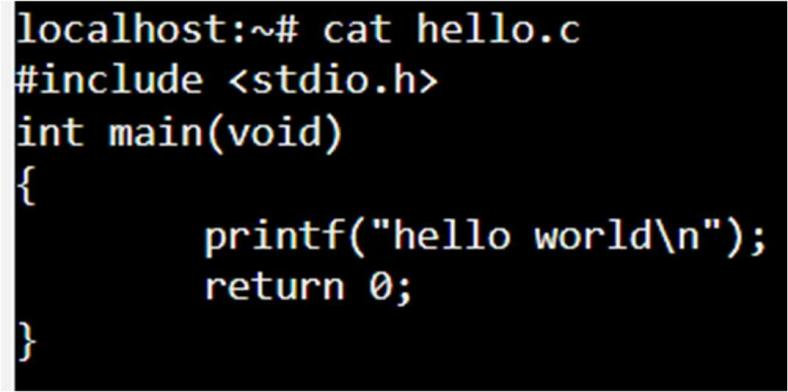 localhost:~# cat hello.c
#include <stdio.h>
int main(void)
{
        printf("hello world\n");
        return 0;
}